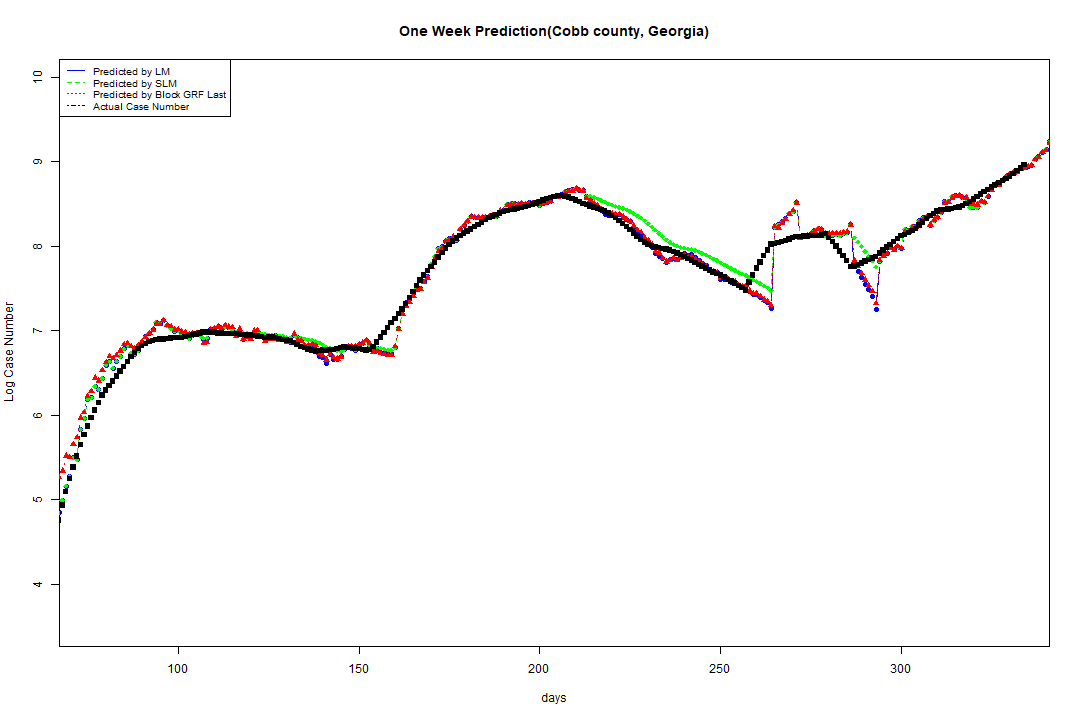 One Week Prediction(Cobb county, Georgia)
Predicted by LM
Predicted by SLM
Predicted by Block GRF Last
Actual Case Number
10
9
8
7
6
5
4
Log Case Number
100 150 200 250 300
days